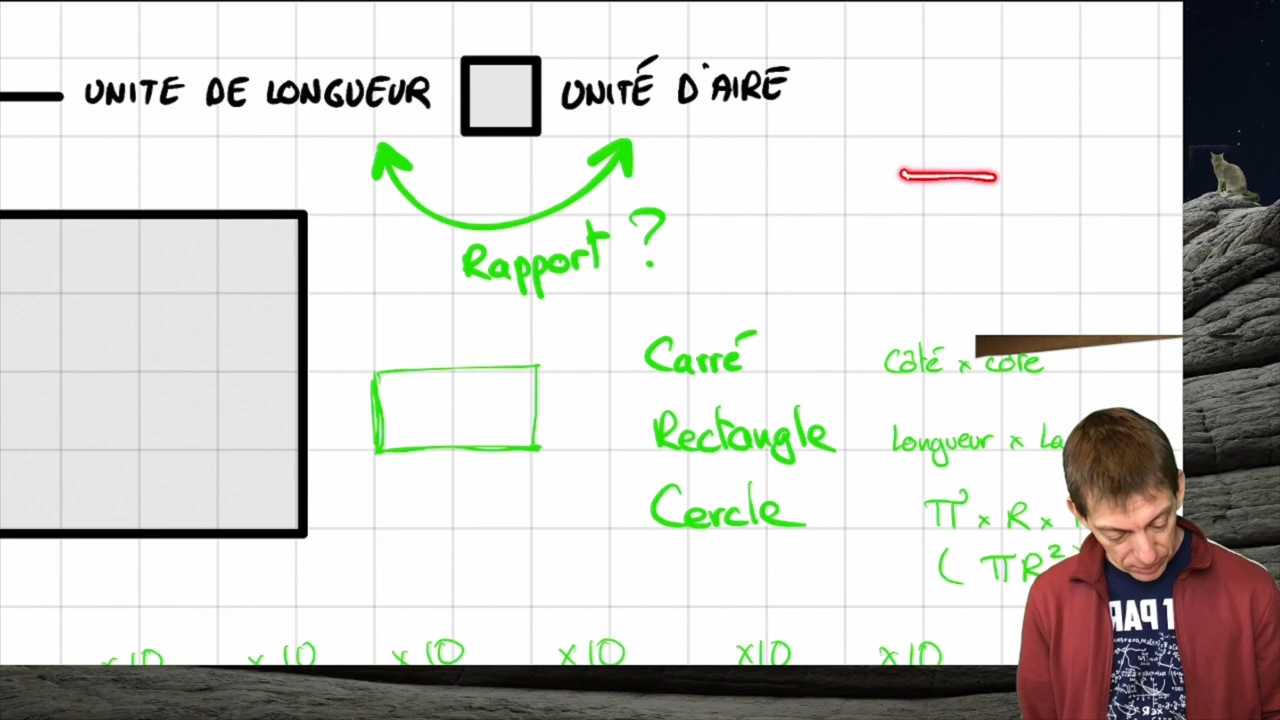 UNITE DE LONGUEUR UNITÉ D'AIRE
Rapport ?
Carré côté x côté
Rectangle longueur x La
Cercle π x R x
( πR²
x10 x10 x10 x10 x10 x10